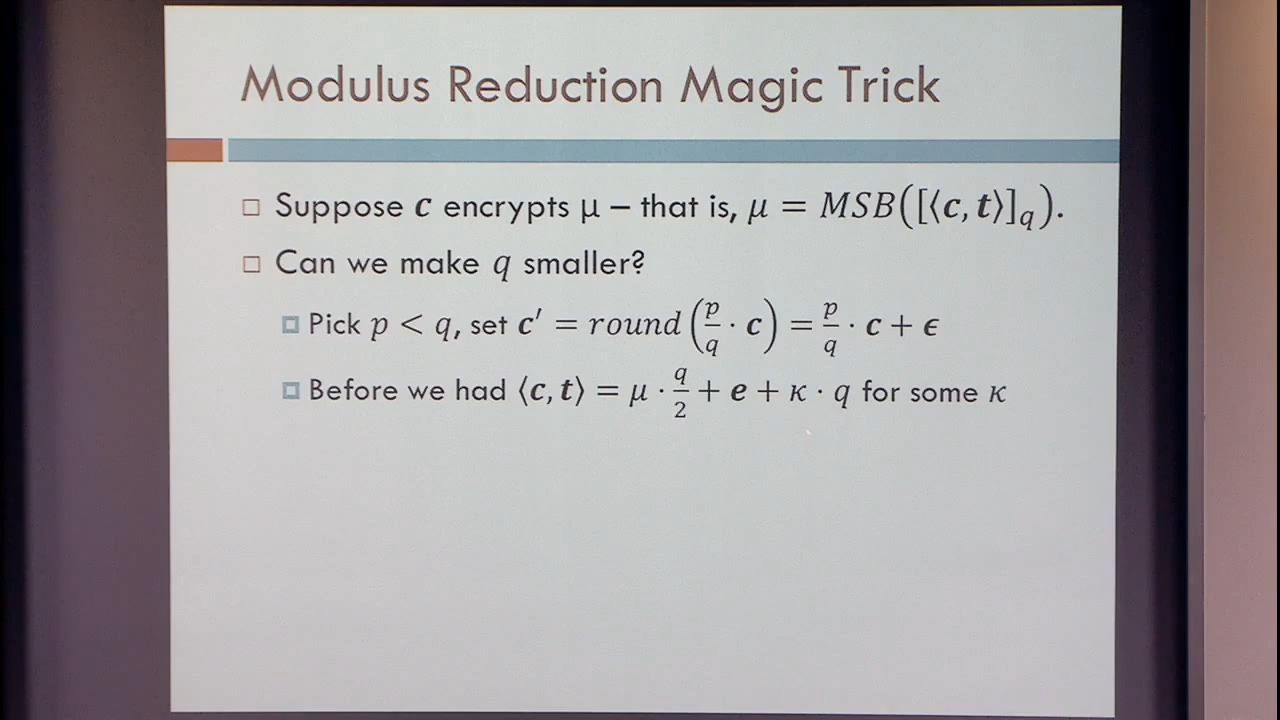 Modulus Reduction Magic Trick
Suppose c encrypts μ – that is, μ = MSB([⟨c, t⟩]_q).
Can we make q smaller?
Pick p < q, set c′ = round(p/q · c) = p/q · c + ϵ
Before we had ⟨c, t⟩ = μ · q/2 + e + κ · q for some κ